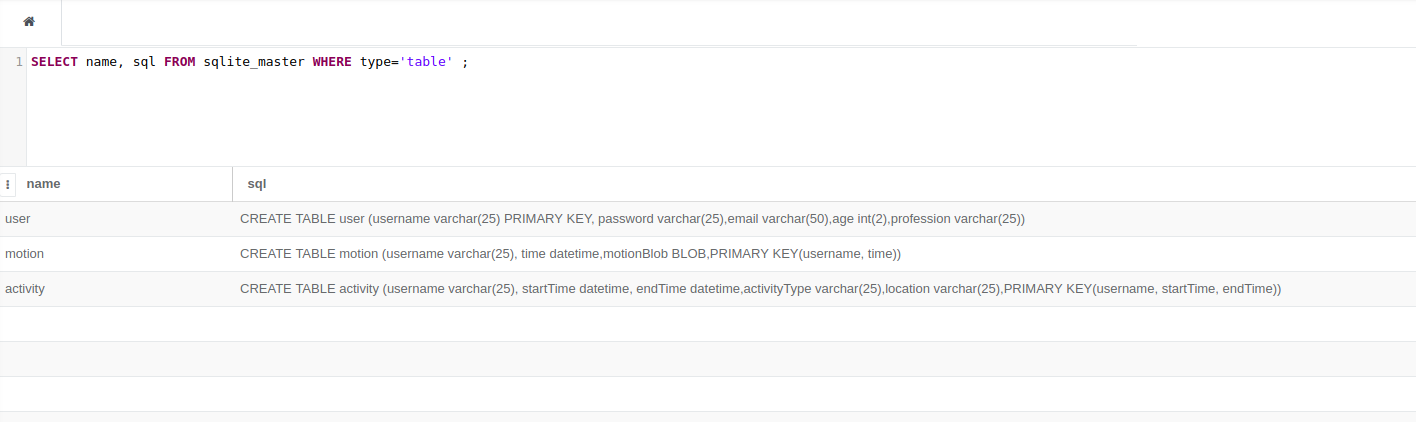 1 SELECT name, sql FROM sqlite_master WHERE type='table' ;
name sql
user CREATE TABLE user (username varchar(25) PRIMARY KEY, password varchar(25),email varchar(50),age int(2),profession varchar(25))
motion CREATE TABLE motion (username varchar(25), time datetime,motionBlob BLOB,PRIMARY KEY(username, time))
activity CREATE TABLE activity (username varchar(25), startTime datetime, endTime datetime,activityType varchar(25),location varchar(25),PRIMARY KEY(username, startTime, endTime))